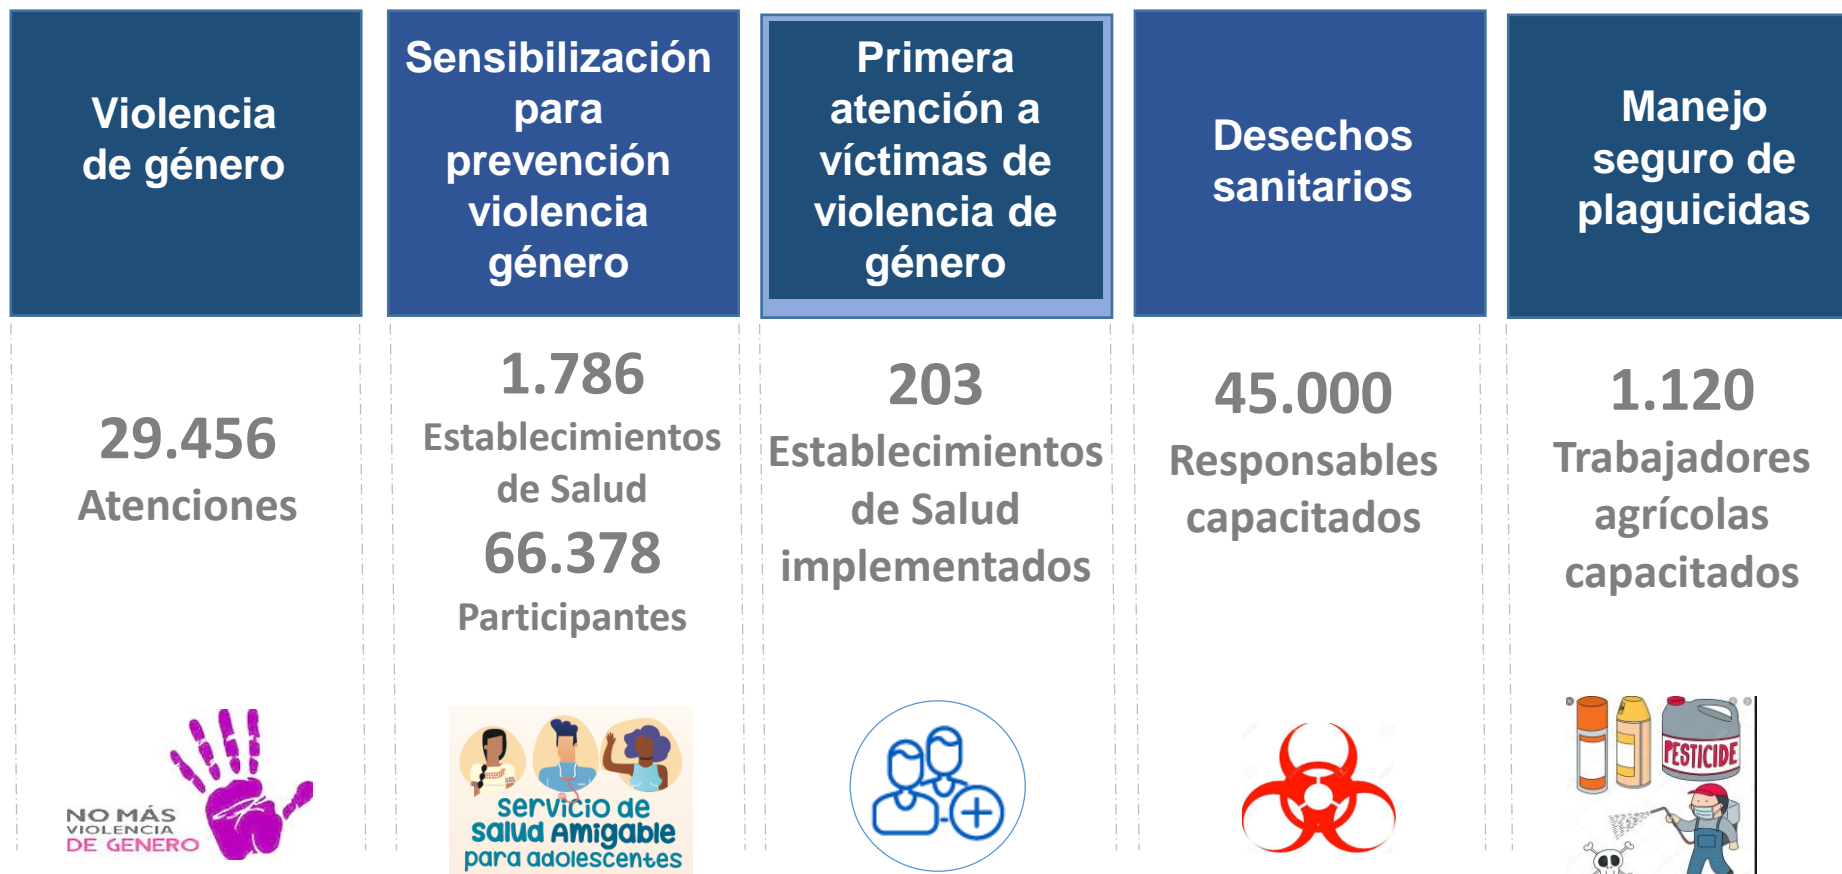 Violencia
de género
Sensibilización
para
prevención
violencia
género
Primera
atención a
víctimas de
violencia de
género
Desechos
sanitarios
Manejo
seguro de
plaguicidas
29.456
Atenciones
1.786
Establecimientos
de Salud
66.378
Participantes
203
Establecimientos
de Salud
implementados
45.000
Responsables
capacitados
1.120
Trabajadores
agrícolas
capacitados
NO MÁS
VIOLENCIA
DE GENERO
servicio de
salud Amigable
para adolescentes
PESTICIDE